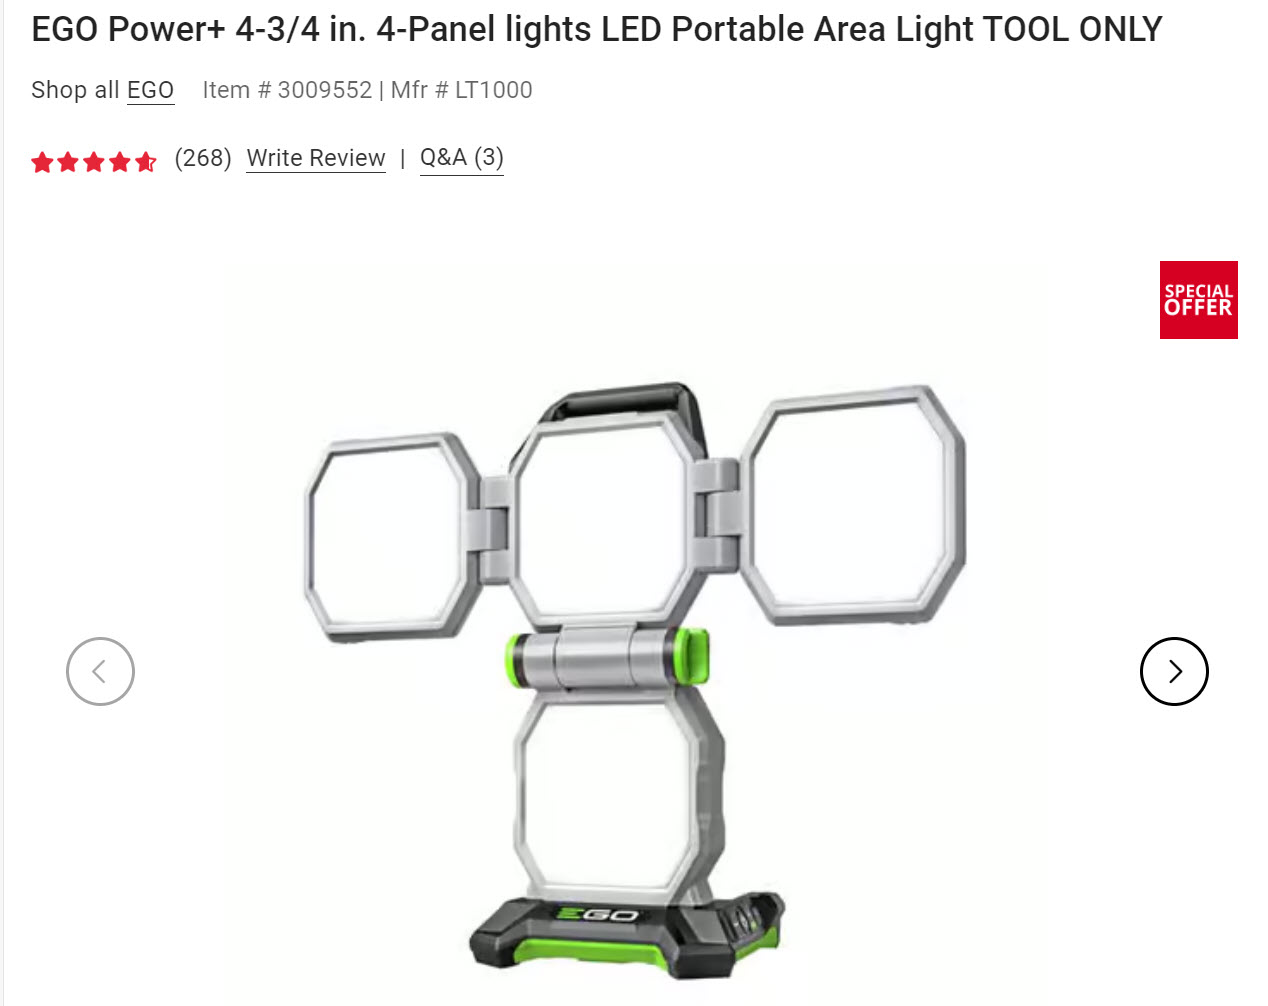 EGO Power+ 4-3/4 in. 4-Panel lights LED Portable Area Light TOOL ONLY
Shop all EGO Item # 3009552 | Mfr # LT1000
(268) Write Review | Q&A (3)
SPECIAL
OFFER
EGO